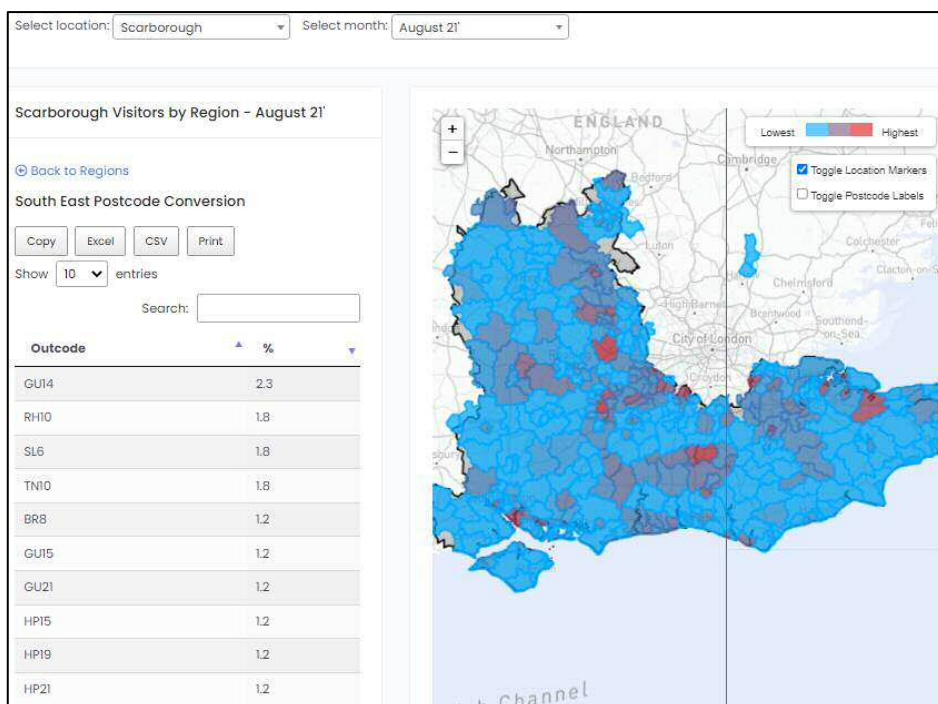 Select location: Scarborough Select month: August 21'
Scarborough Visitors by Region - August 21'
Back to Regions
South East Postcode Conversion
Copy Excel CSV Print
Show 10 entries
Search:
Outcode %
GU14 2.3
RH10 1.8
SL6 1.8
TN10 1.8
BR8 1.2
GU15 1.2
GU21 1.2
HP15 1.2
HP19 1.2
HP21 1.2
+
−
Lowest Highest
Toggle Location Markers
Toggle Postcode Labels
ENGLAND
Northampton
Cambridge
Bedford
Luton
Colchester
Clacton-on-S
Chelmsford
High Barnet
Brentwood
Southend-
on-Sea
City of London
Croydon
Channel